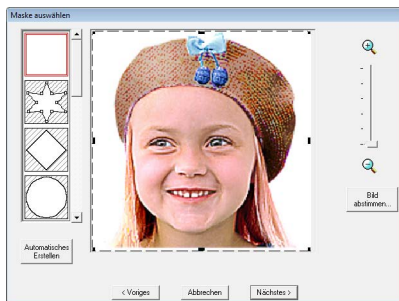 Maske auswählen
Automatisches
Erstellen
Bild
abstimmen...
< Voriges
Abbrechen
Nächstes >